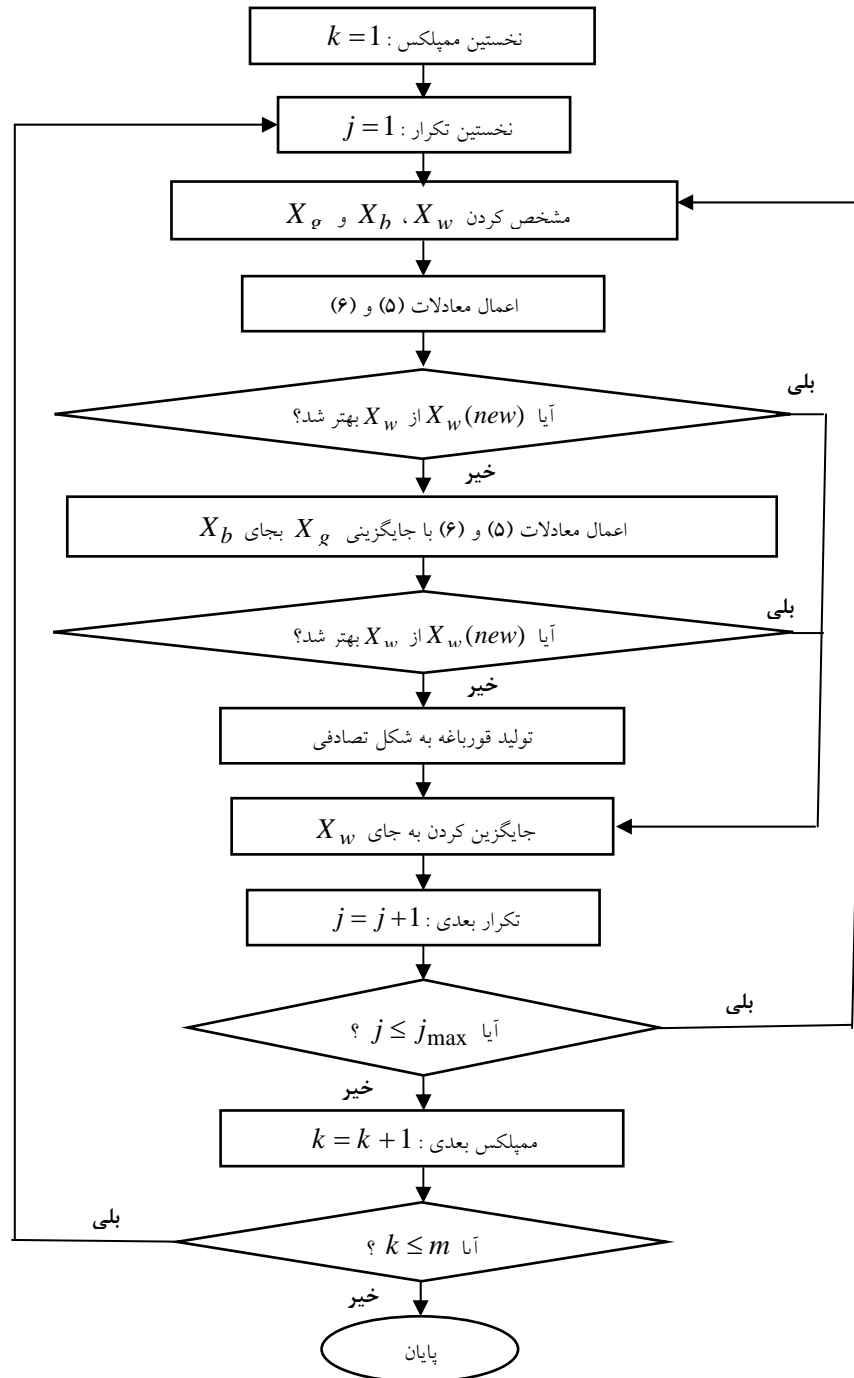 نخستین ممپلکس : k = 1
نخستین تکرار : j = 1
مشخص کردن X_w ، X_b و X_g
اعمال معادلات (۵) و (۶)
بلی
آیا X_w(new) از X_w بهتر شد؟
خیر
اعمال معادلات (۵) و (۶) با جایگزینی X_g بجای X_b
بلی
آیا X_w(new) از X_w بهتر شد؟
خیر
تولید قورباغه به شکل تصادفی
جایگزین کردن به جای X_w
تکرار بعدی : j = j+1
بلی
آیا j ≤ j_max ؟
خیر
ممپلکس بعدی : k = k+1
بلی
آیا k ≤ m ؟
خیر
پایان